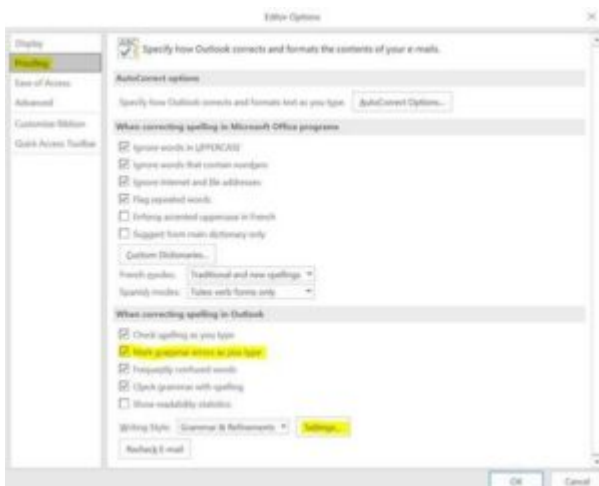 Editor Options
Display
Proofing
Ease of Access
Advanced
Customize Ribbon
Quick Access Toolbar
ABC
Specify how Outlook corrects and formats the contents of your e-mails.
AutoCorrect options
Specify how Outlook corrects and formats text as you type: AutoCorrect Options...
When correcting spelling in Microsoft Office programs
Ignore words in UPPERCASE
Ignore words that contain numbers
Ignore Internet and file addresses
Flag repeated words
Enforce accented uppercase in French
Suggest from main dictionary only
Custom Dictionaries...
French modes: Traditional and new spellings
Spanish modes: Tuteo verb forms only
When correcting spelling in Outlook
Check spelling as you type
Mark grammar errors as you type
Frequently confused words
Check grammar with spelling
Show readability statistics
Writing Style: Grammar & Refinements Settings...
Recheck E-mail
OK Cancel